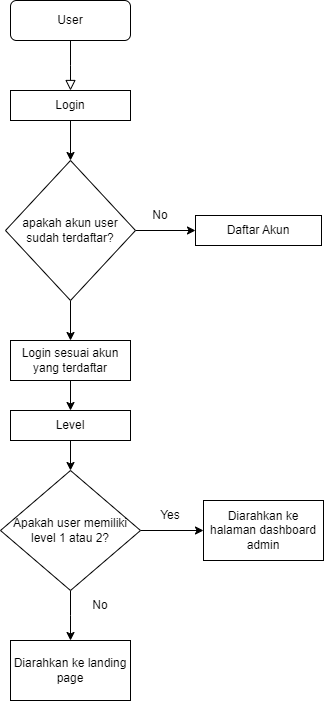 User
Login
apakah akun user
sudah terdaftar?
No
Daftar Akun
Login sesuai akun
yang terdaftar
Level
Apakah user memiliki
level 1 atau 2?
Yes
Diarahkan ke
halaman dashboard
admin
No
Diarahkan ke landing
page